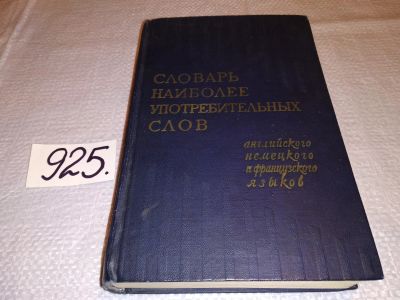 СЛОВАРЬ
НАИБОЛЕЕ
УПОТРЕБИТЕЛЬНЫХ
СЛОВ
английского
немецкого
и французского
языков
925.